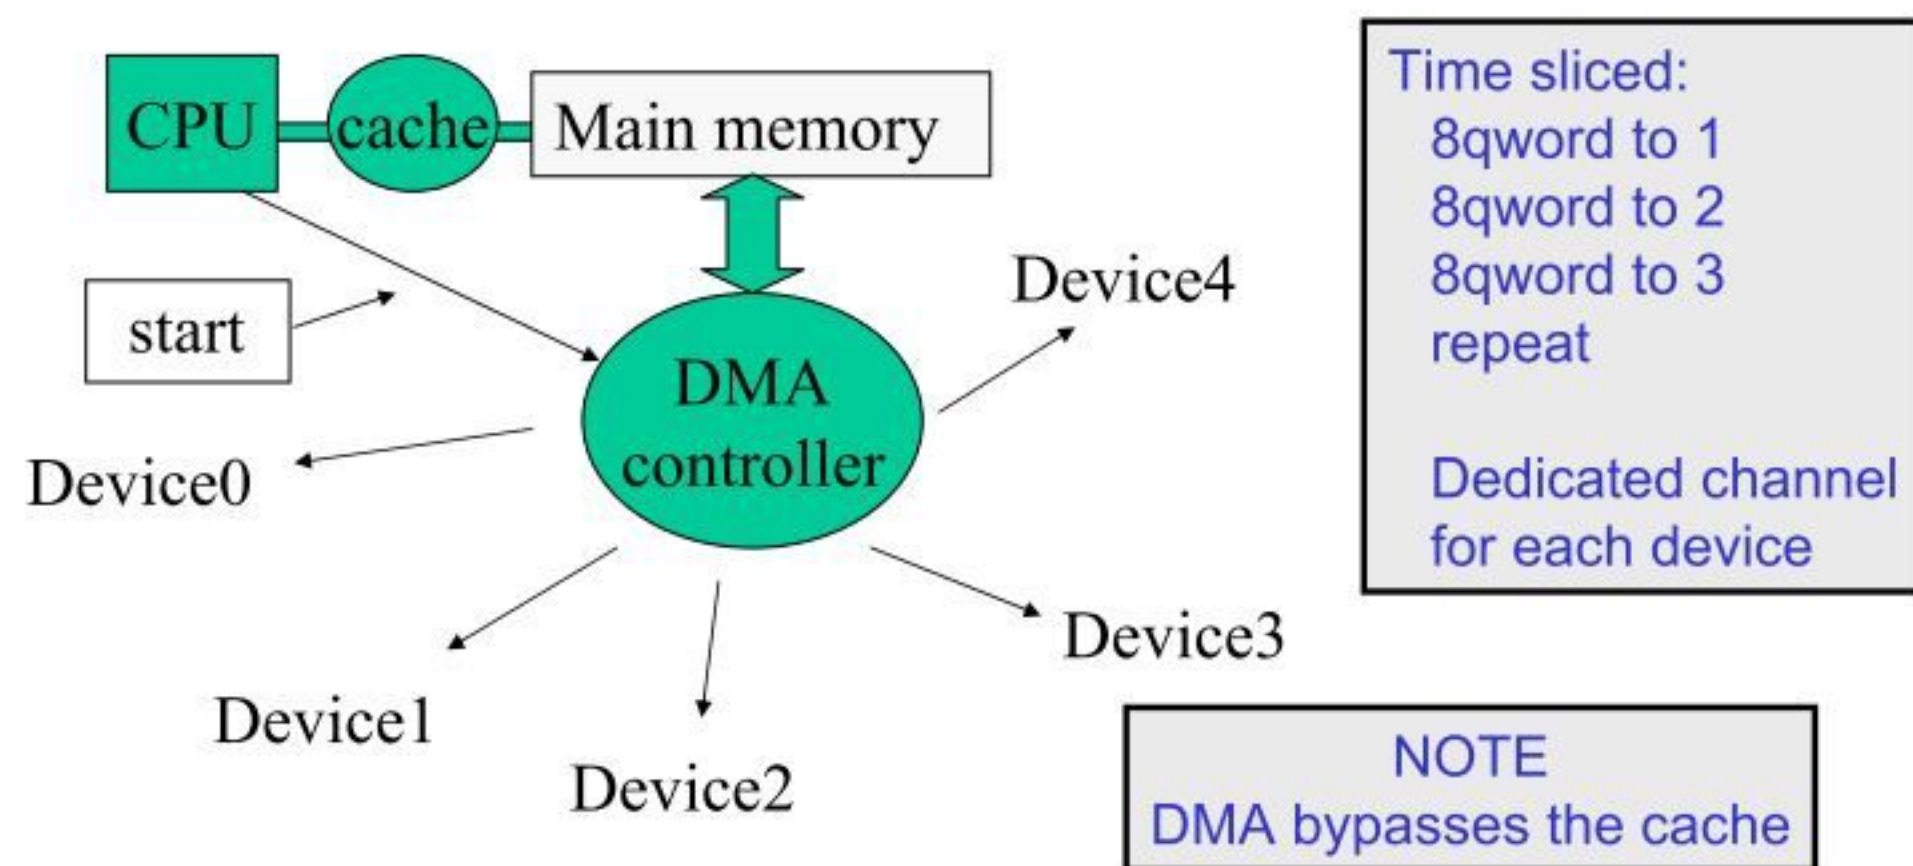 CPU
cache
Main memory
start
DMA
controller
Device4
Device0
Device3
Device1
Device2
Time sliced:
8qword to 1
8qword to 2
8qword to 3
repeat
Dedicated channel
for each device
NOTE
DMA bypasses the cache